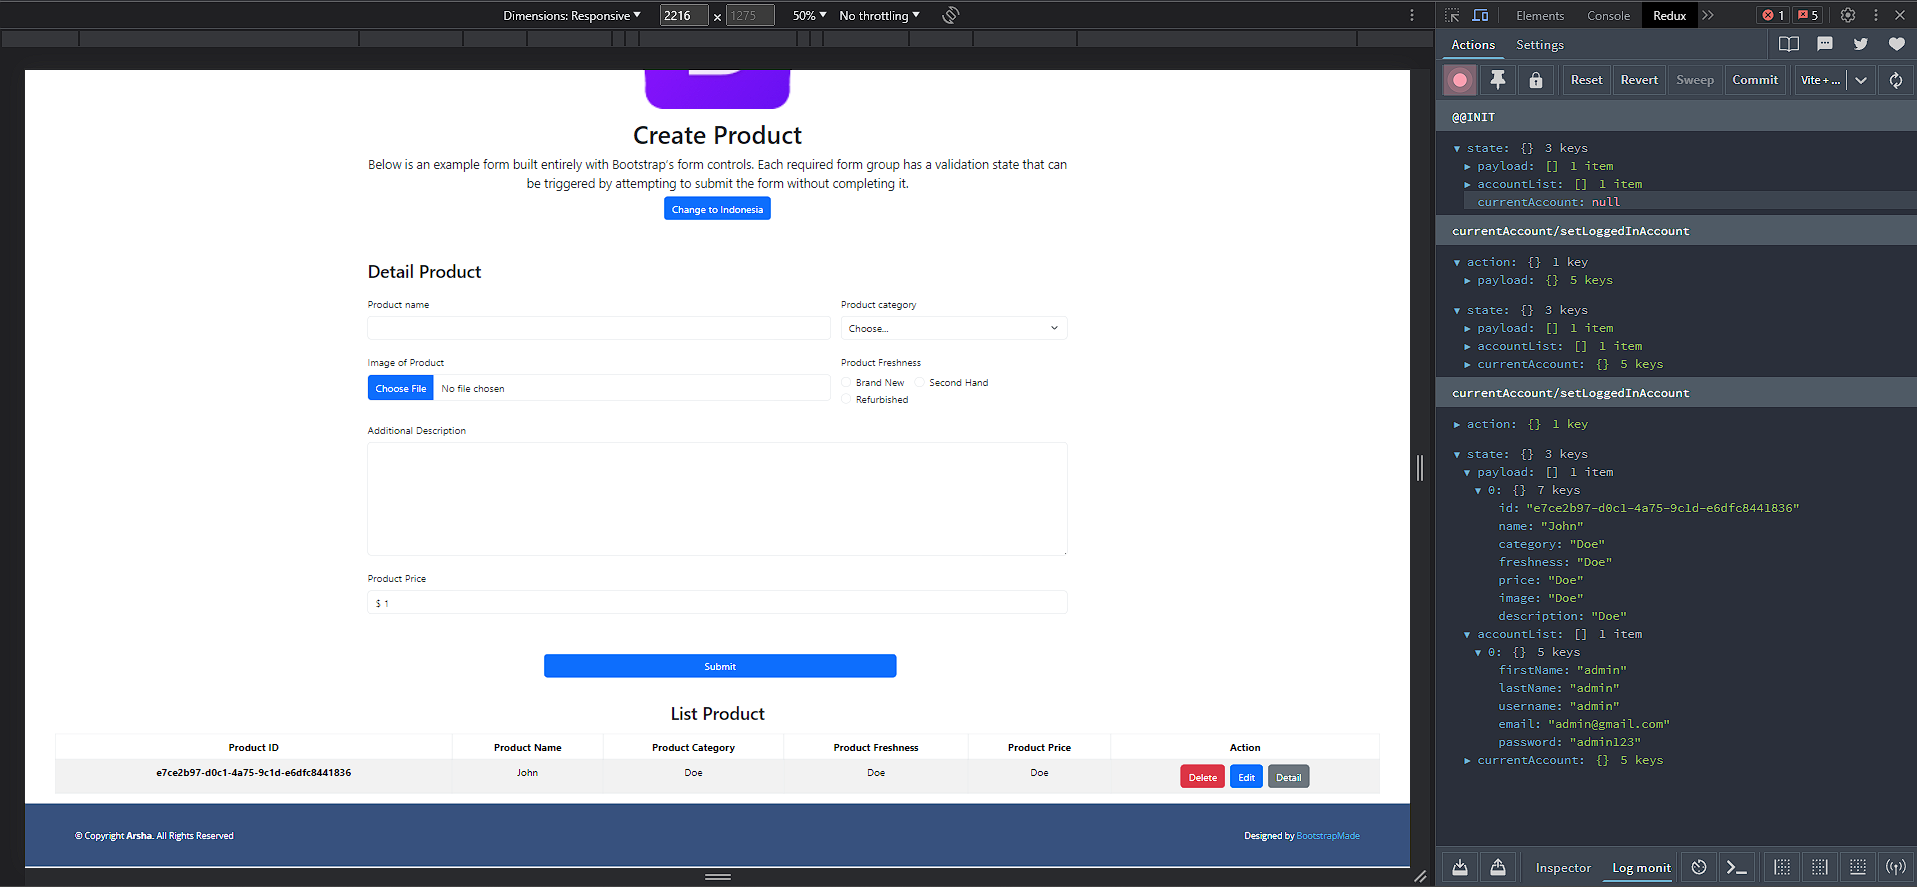 Dimensions: Responsive 2216 × 1275 50% No throttling
Elements Console Redux 1 5
Actions Settings
Reset Revert Sweep Commit Vite + ...
Create Product
Below is an example form built entirely with Bootstrap's form controls. Each required form group has a validation state that can
be triggered by attempting to submit the form without completing it.
Change to Indonesia
Detail Product
Product name Product category
Choose...
Image of Product Product Freshness
Choose File No file chosen
Brand New Second Hand
Refurbished
Additional Description
Product Price
$ 1
Submit
List Product
Product ID Product Name Product Category Product Freshness Product Price Action
e7ce2b97-d0c1-4a75-9c1d-e6dfc8441836 John Doe Doe Doe Delete Edit Detail
© Copyright Arsha. All Rights Reserved
Designed by BootstrapMade
@@INIT
state: {} 3 keys
payload: [] 1 item
accountList: [] 1 item
currentAccount: null
currentAccount/setLoggedInAccount
action: {} 1 key
payload: {} 5 keys
state: {} 3 keys
payload: [] 1 item
accountList: [] 1 item
currentAccount: {} 5 keys
currentAccount/setLoggedInAccount
action: {} 1 key
state: {} 3 keys
payload: [] 1 item
0: {} 7 keys
id: "e7ce2b97-d0c1-4a75-9c1d-e6dfc8441836"
name: "John"
category: "Doe"
freshness: "Doe"
price: "Doe"
image: "Doe"
description: "Doe"
accountList: [] 1 item
0: {} 5 keys
firstName: "admin"
lastName: "admin"
username: "admin"
email: "admin@gmail.com"
password: "admin123"
currentAccount: {} 5 keys
Inspector Log monit